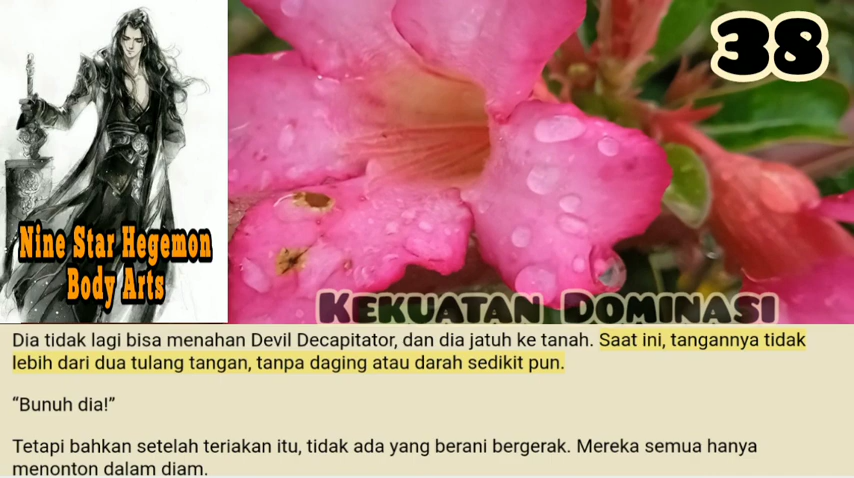 38
Nine Star Hegemon
Body Arts
Kekuatan Dominasi
Dia tidak lagi bisa menahan Devil Decapitator, dan dia jatuh ke tanah. Saat ini, tangannya tidak
lebih dari dua tulang tangan, tanpa daging atau darah sedikit pun.
“Bunuh dia!”
Tetapi bahkan setelah teriakan itu, tidak ada yang berani bergerak. Mereka semua hanya
menonton dalam diam.